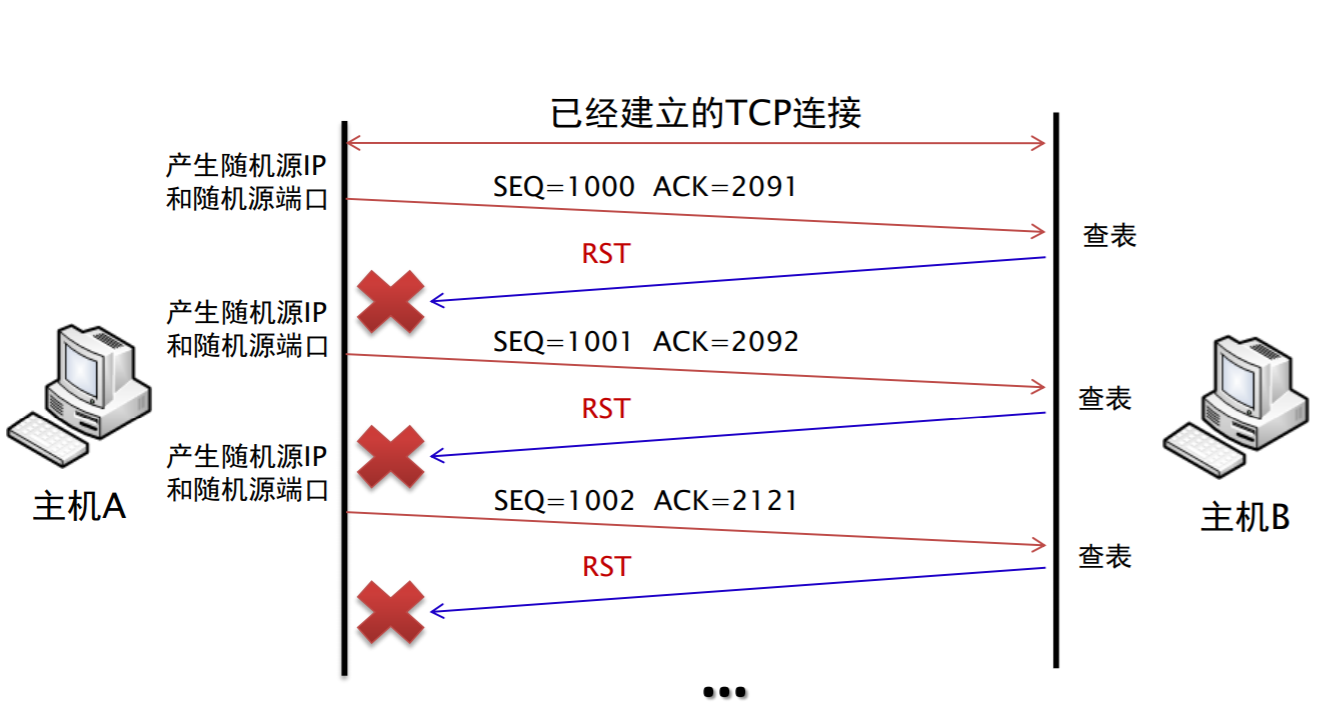 已经建立的TCP连接
产生随机源IP
和随机源端口
SEQ=1000 ACK=2091
查表
RST
产生随机源IP
和随机源端口
SEQ=1001 ACK=2092
查表
RST
产生随机源IP
和随机源端口
主机A
SEQ=1002 ACK=2121
主机B
查表
RST
...